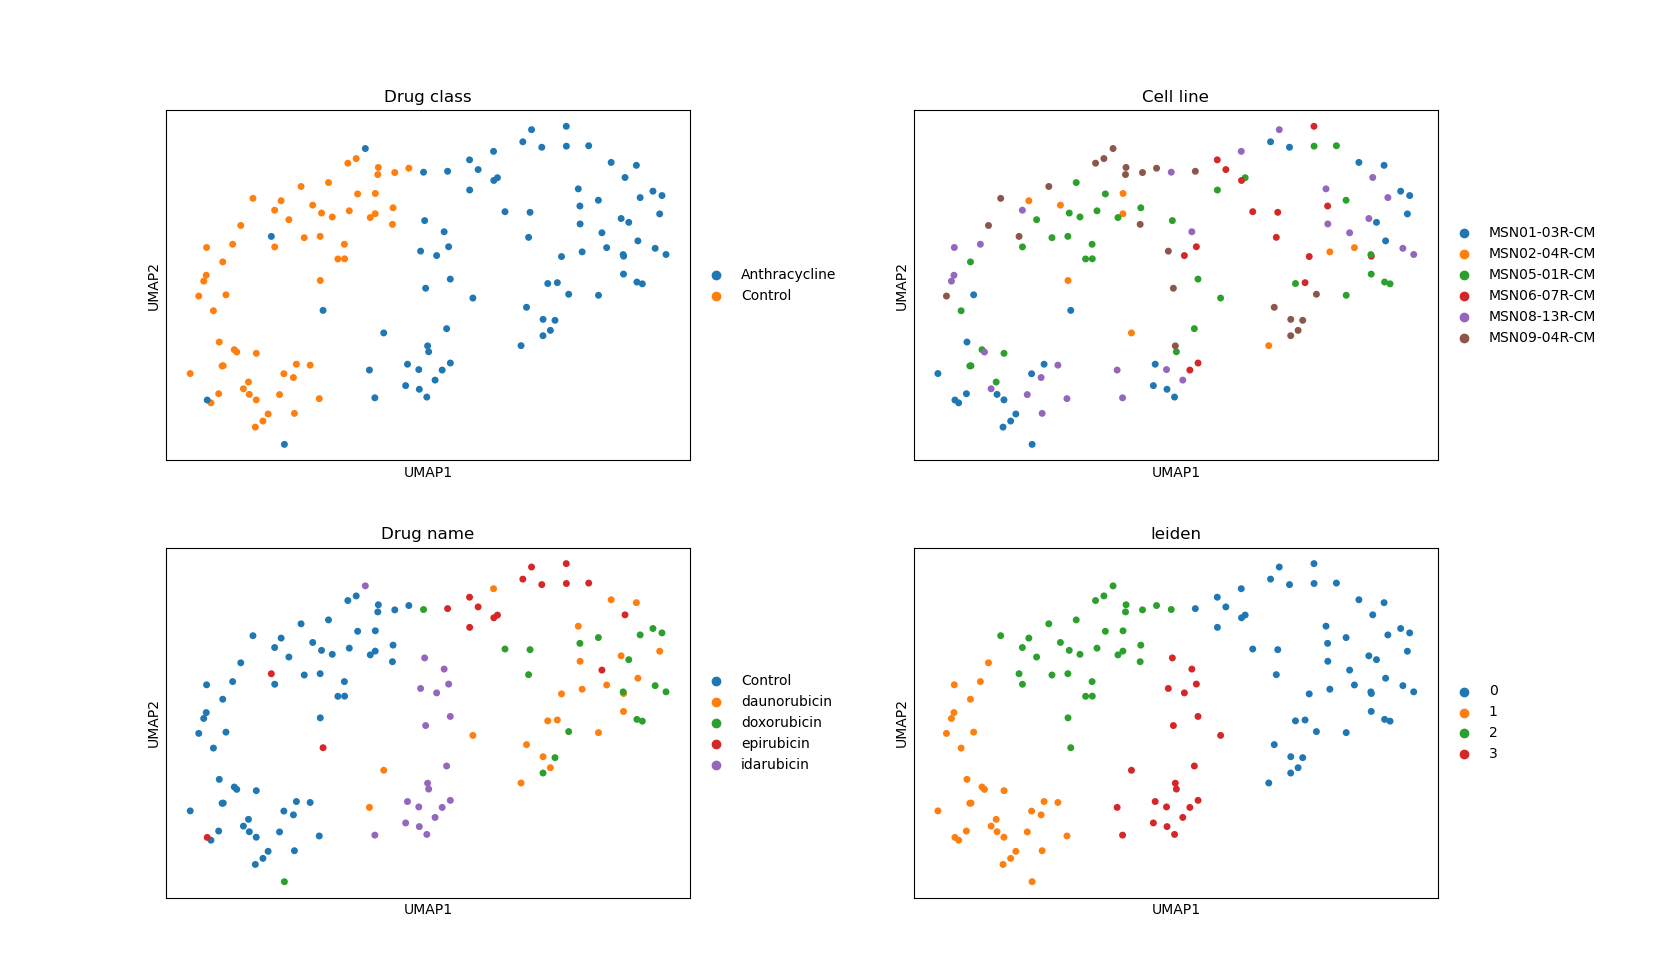 Drug class
UMAP2
UMAP1
Anthracycline
Control
Cell line
UMAP2
UMAP1
MSN01-03R-CM
MSN02-04R-CM
MSN05-01R-CM
MSN06-07R-CM
MSN08-13R-CM
MSN09-04R-CM
Drug name
UMAP2
UMAP1
Control
daunorubicin
doxorubicin
epirubicin
idarubicin
leiden
UMAP2
UMAP1
0
1
2
3